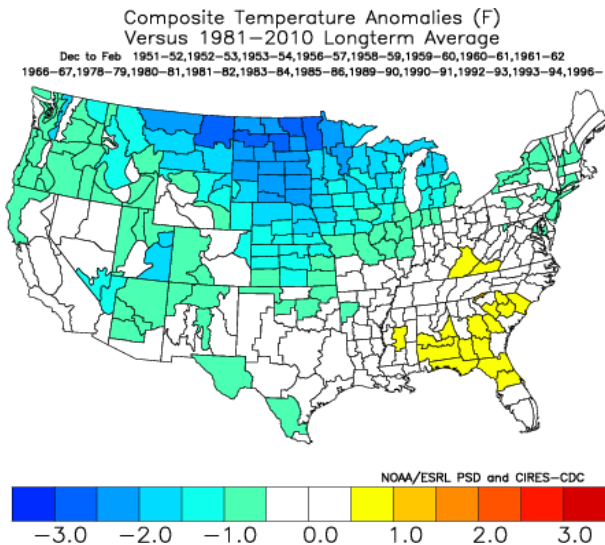 Composite Temperature Anomalies (F)
Versus 1981-2010 Longterm Average
Dec to Feb 1951-52,1952-53,1953-54,1956-57,1958-59,1959-60,1960-61,1961-62
1966-67,1978-79,1980-81,1981-82,1983-84,1985-86,1989-90,1990-91,1992-93,1993-94,1996-
NOAA/ESRL PSD and CIRES-CDC
-3.0 -2.0 -1.0 0.0 1.0 2.0 3.0